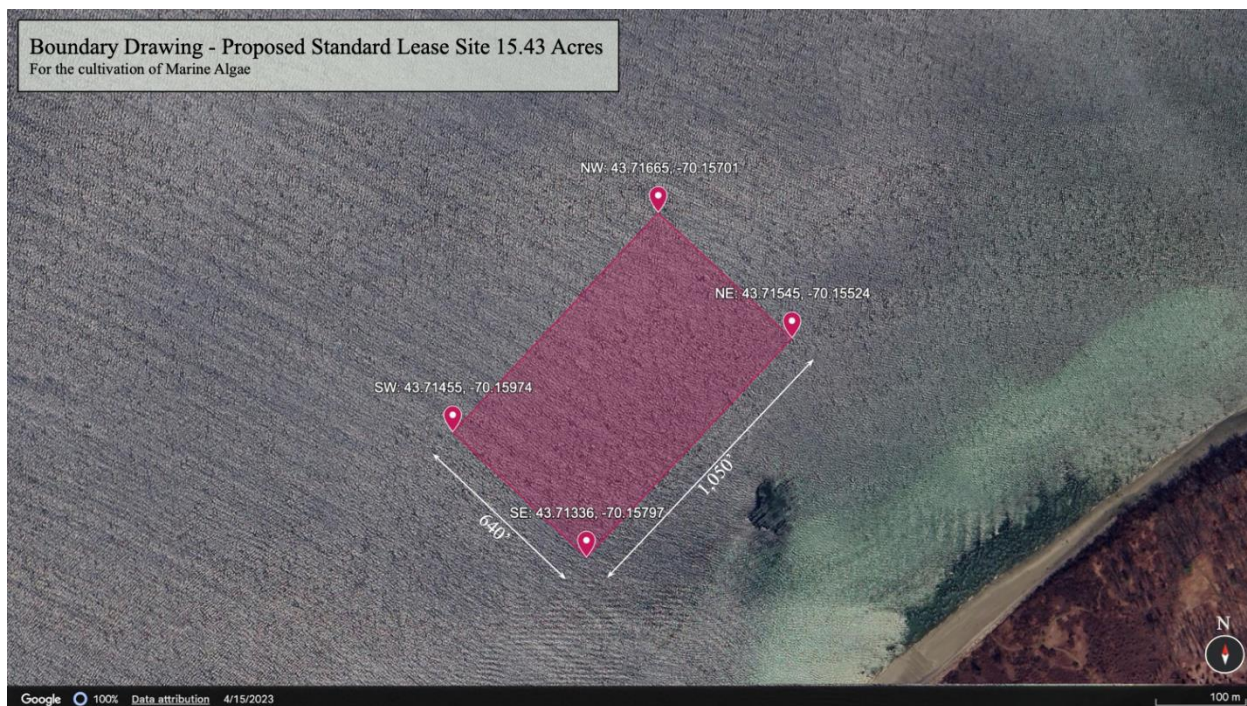 Boundary Drawing - Proposed Standard Lease Site 15.43 Acres
For the cultivation of Marine Algae
NW: 43.71665, -70.15701
NE: 43.71545, -70.15524
SW: 43.71455, -70.15974
1,050’
SE: 43.71336, -70.15797
640’
N
Google 100% Data attribution 4/15/2023 100 m